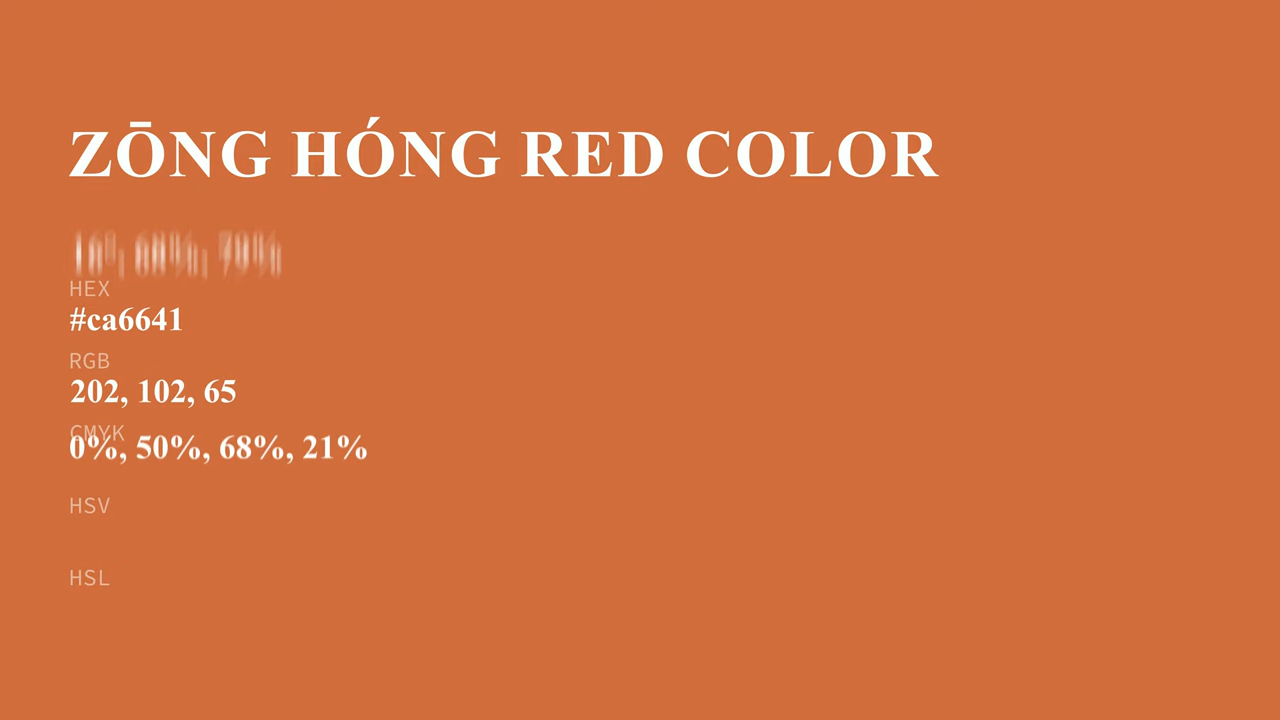 ZŌNG HÓNG RED COLOR
HEX
#ca6641
RGB
202, 102, 65
CMYK
0%, 50%, 68%, 21%
HSV
HSL